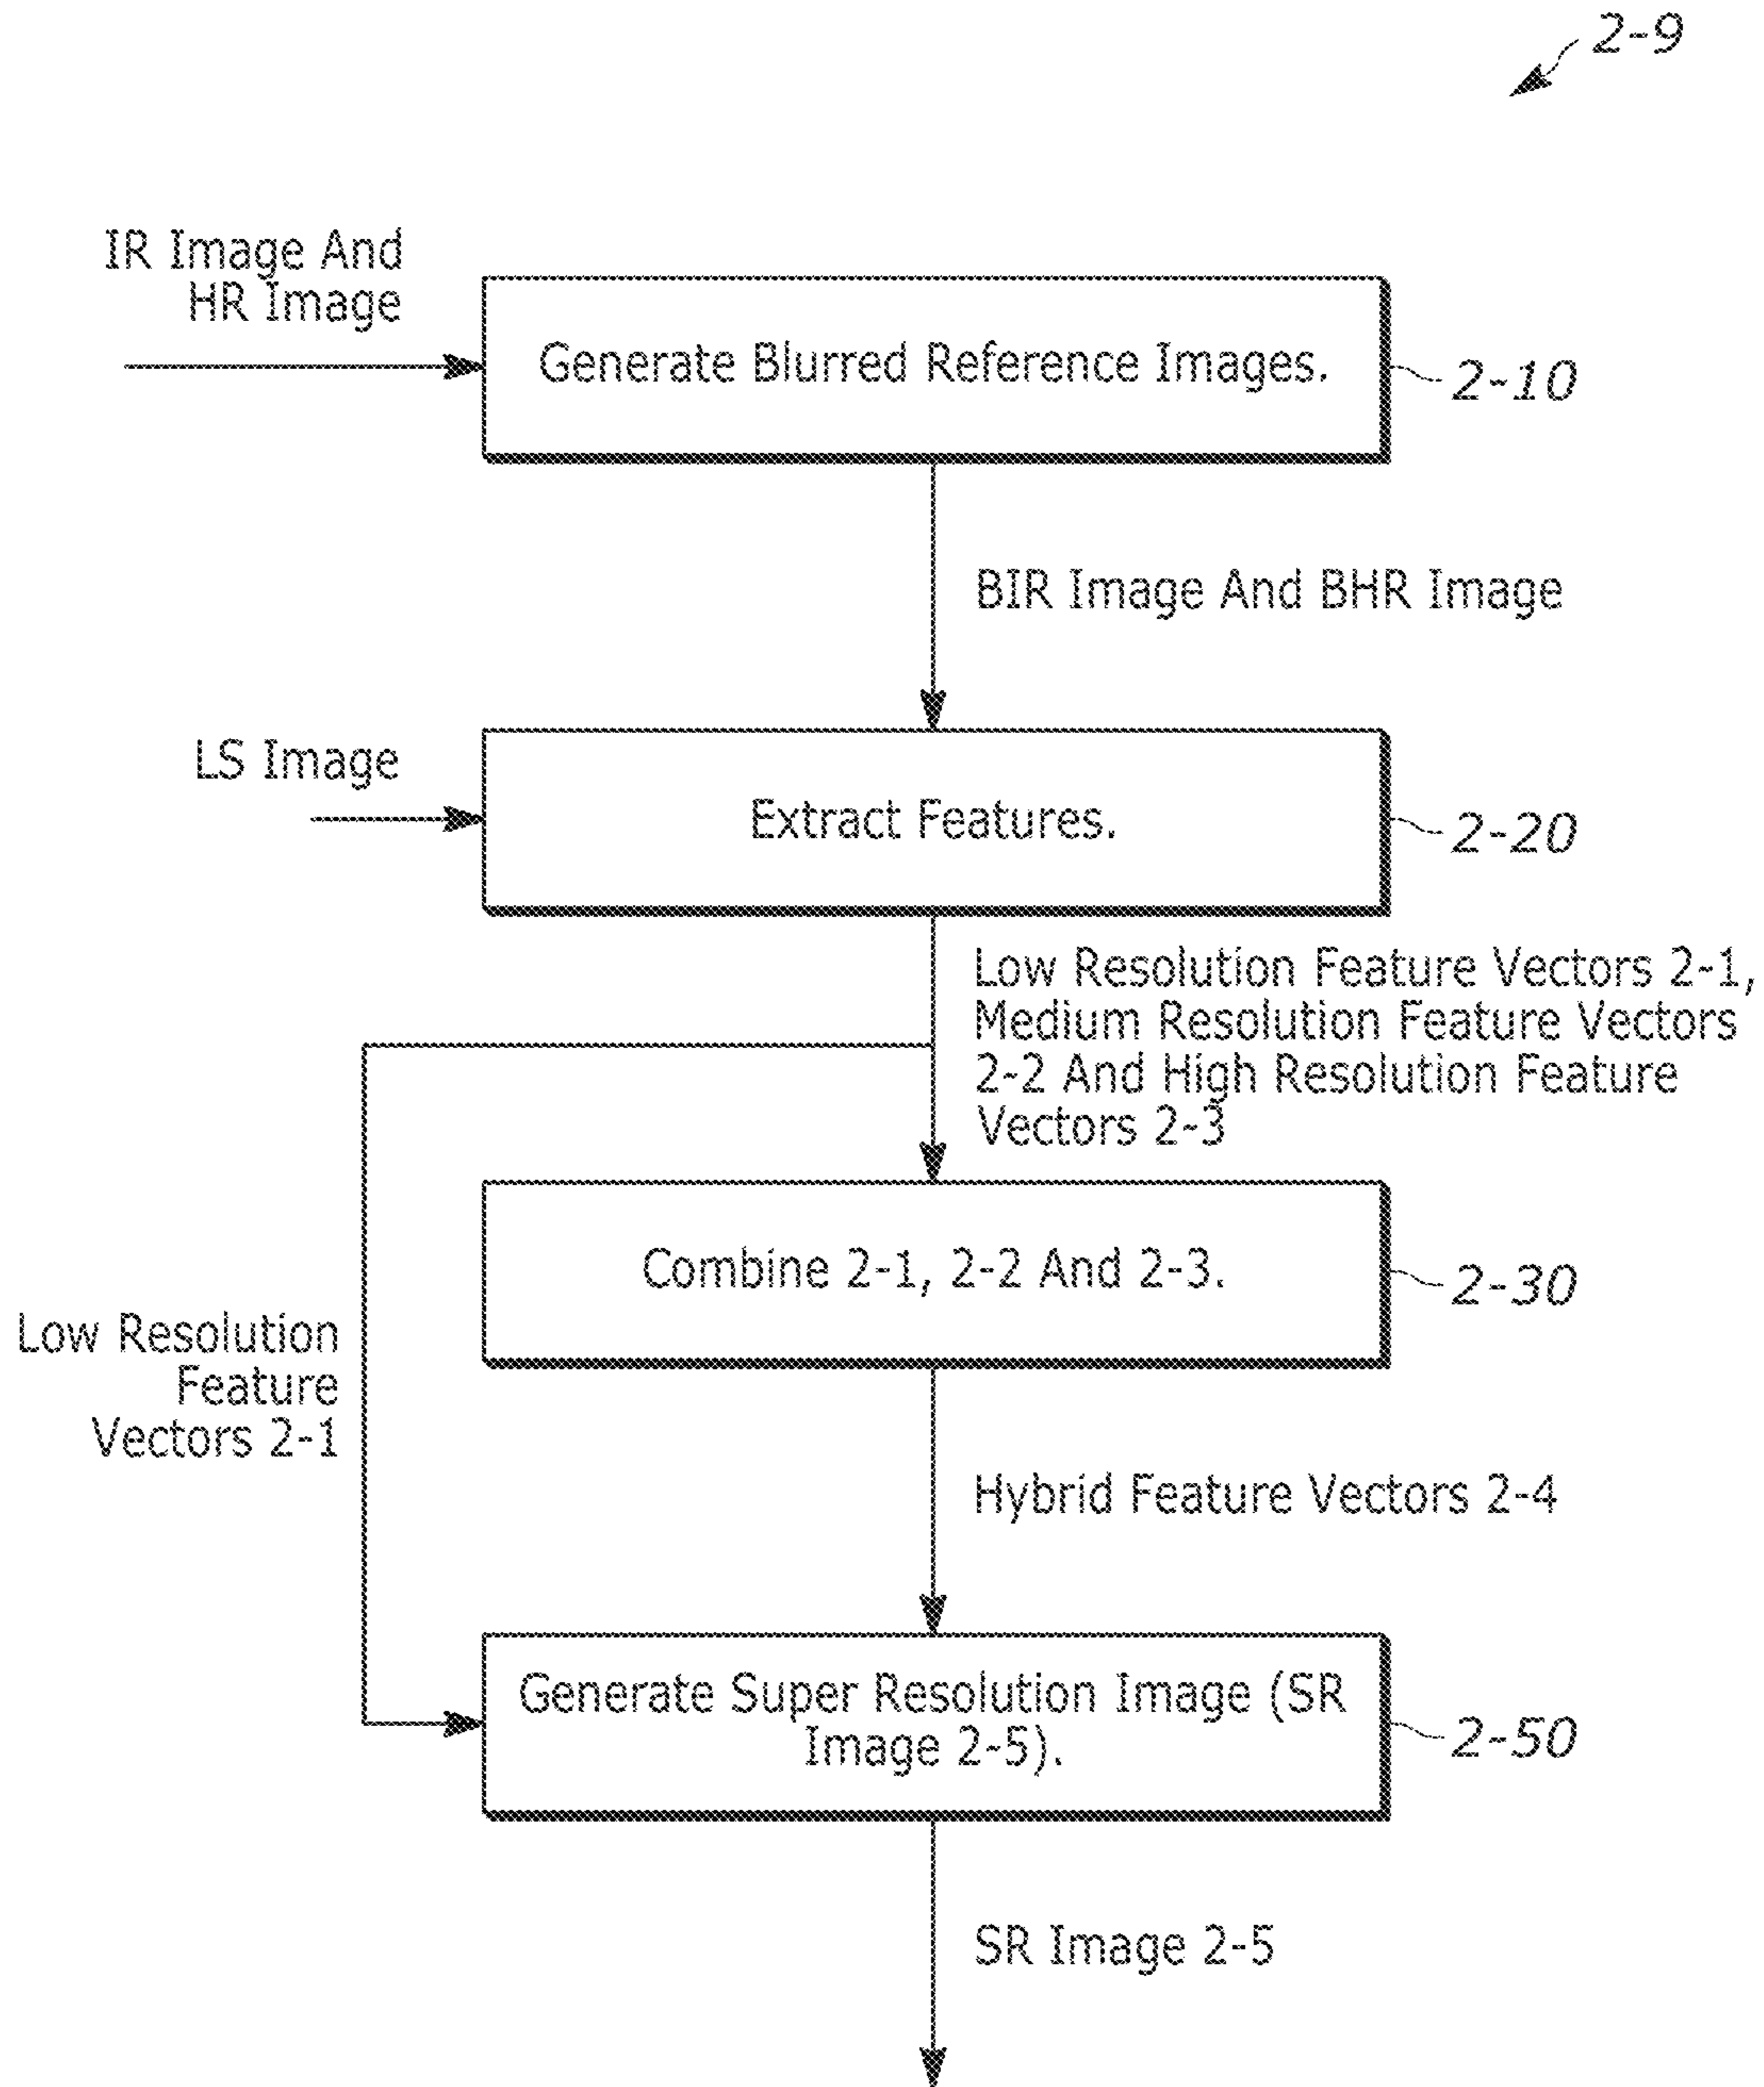 2-9
IR Image And
HR Image
Generate Blurred Reference Images.
2-10
BIR Image And BHR Image
LS Image
Extract Features.
2-20
Low Resolution Feature Vectors 2-1,
Medium Resolution Feature Vectors
2-2 And High Resolution Feature
Vectors 2-3
Combine 2-1, 2-2 And 2-3.
2-30
Low Resolution
Feature
Vectors 2-1
Hybrid Feature Vectors 2-4
Generate Super Resolution Image (SR
Image 2-5).
2-50
SR Image 2-5